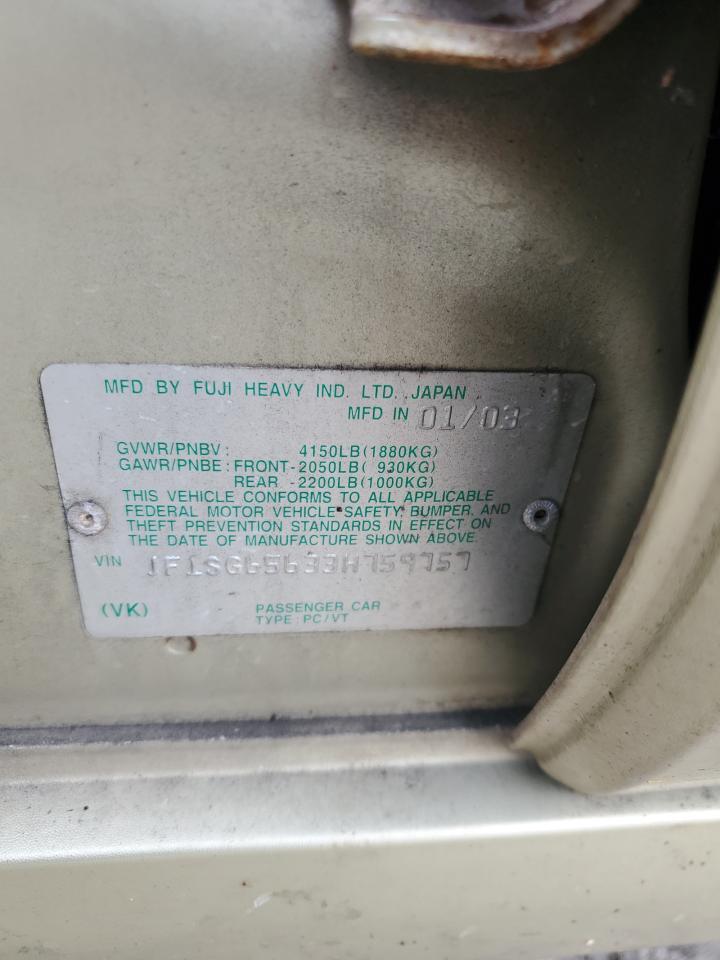 MFD BY FUJI HEAVY IND. LTD. JAPAN
MFD IN 01/03
GVWR/PNBV: 4150LB(1880KG)
GAWR/PNBE: FRONT-2050LB( 930KG)
REAR -2200LB(1000KG)
THIS VEHICLE CONFORMS TO ALL APPLICABLE
FEDERAL MOTOR VEHICLE SAFETY, BUMPER, AND
THEFT PREVENTION STANDARDS IN EFFECT ON
THE DATE OF MANUFACTURE SHOWN ABOVE.
VIN JF1SG65633H759757
(VK) PASSENGER CAR
TYPE: PC/VT